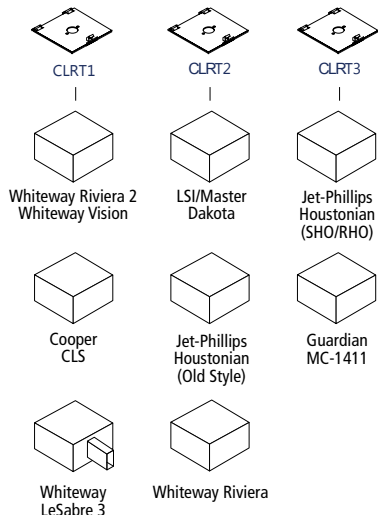 CLRT1
CLRT2
CLRT3
Whiteway Riviera 2
Whiteway Vision
LSI/Master
Dakota
Jet-Phillips
Houstonian
(SHO/RHO)
Cooper
CLS
Jet-Phillips
Houstonian
(Old Style)
Guardian
MC-1411
Whiteway
LeSabre 3
Whiteway Riviera